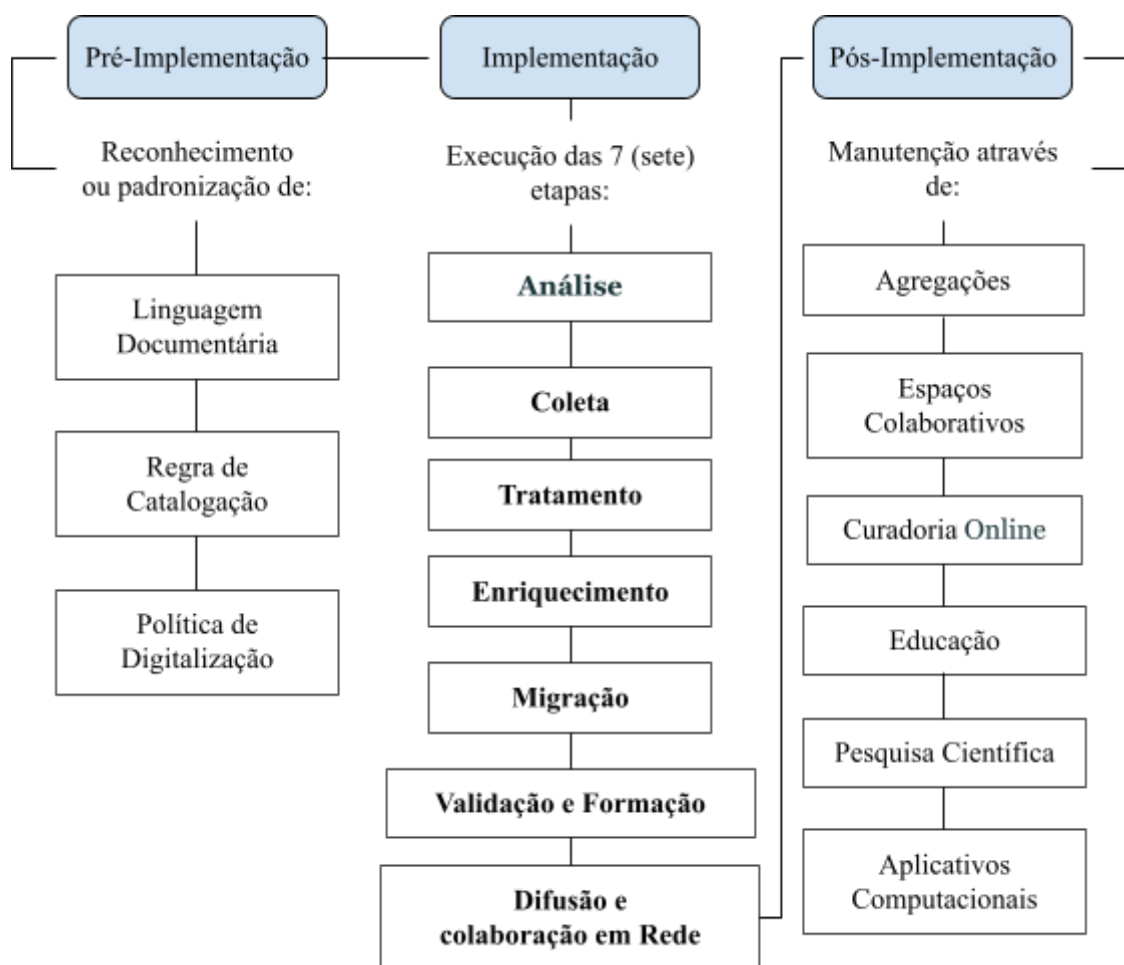 Pré-Implementação
Reconhecimento
ou padronização de:
Linguagem
Documentária
Regra de
Catalogação
Política de
Digitalização
Implementação
Execução das 7 (sete)
etapas:
Análise
Coleta
Tratamento
Enriquecimento
Migração
Validação e Formação
Difusão e
colaboração em Rede
Pós-Implementação
Manutenção através
de:
Agregações
Espaços
Colaborativos
Curadoria Online
Educação
Pesquisa Científica
Aplicativos
Computacionais